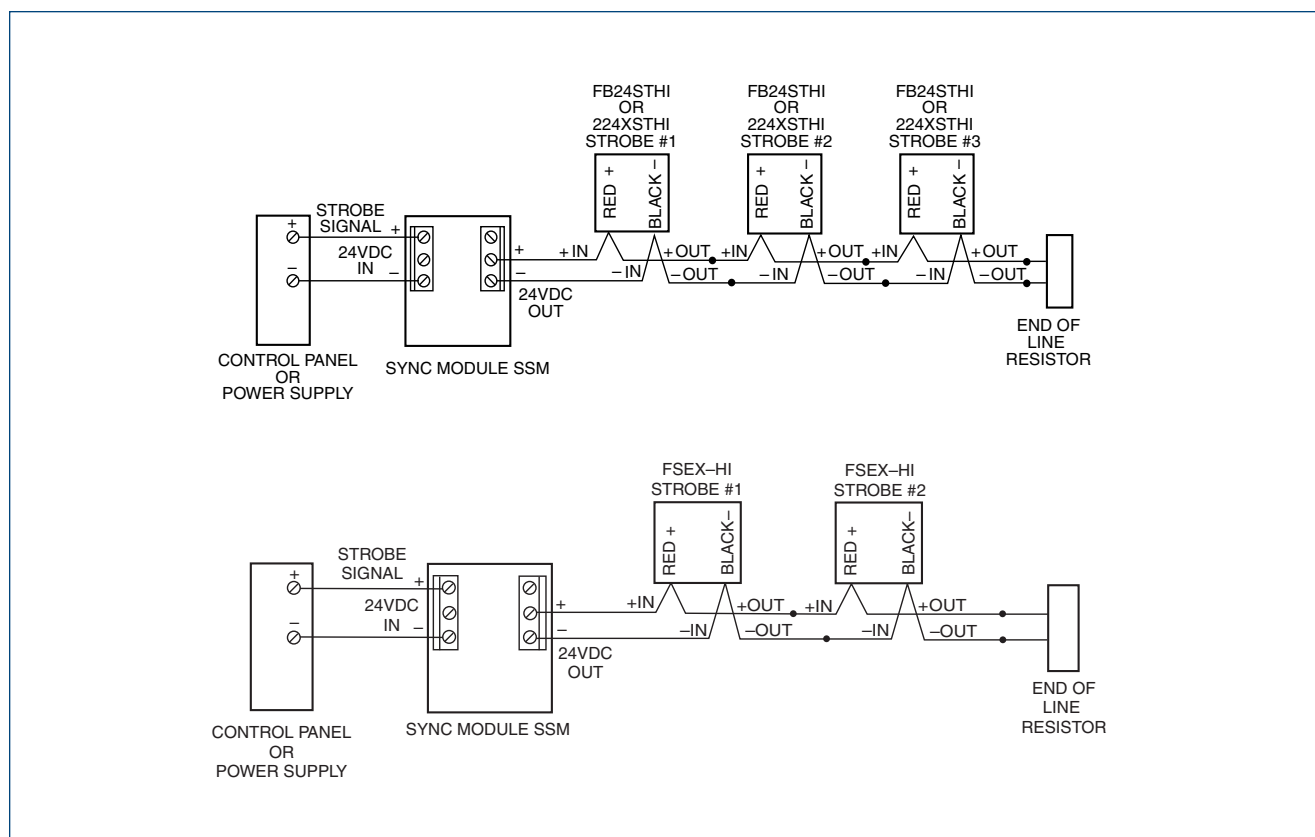 FB24STHI
OR
224XSTHI
STROBE #1
FB24STHI
OR
224XSTHI
STROBE #2
FB24STHI
OR
224XSTHI
STROBE #3
RED +
BLACK –
RED +
BLACK –
RED +
BLACK –
STROBE
SIGNAL
24VDC
IN
+
–
+
–
+
–
24VDC
OUT
+ IN
– IN
+OUT
–OUT
+IN
–IN
+OUT
–OUT
+IN
–IN
+OUT
–OUT
CONTROL PANEL
OR
POWER SUPPLY
SYNC MODULE SSM
END OF
LINE
RESISTOR
FSEX–HI
STROBE #1
FSEX–HI
STROBE #2
RED +
BLACK–
RED +
BLACK–
STROBE
SIGNAL
24VDC
IN
+
–
+
–
+
–
24VDC
OUT
+IN
–IN
+OUT
–OUT
+IN
–IN
+OUT
–OUT
CONTROL PANEL
OR
POWER SUPPLY
SYNC MODULE SSM
END OF
LINE
RESISTOR